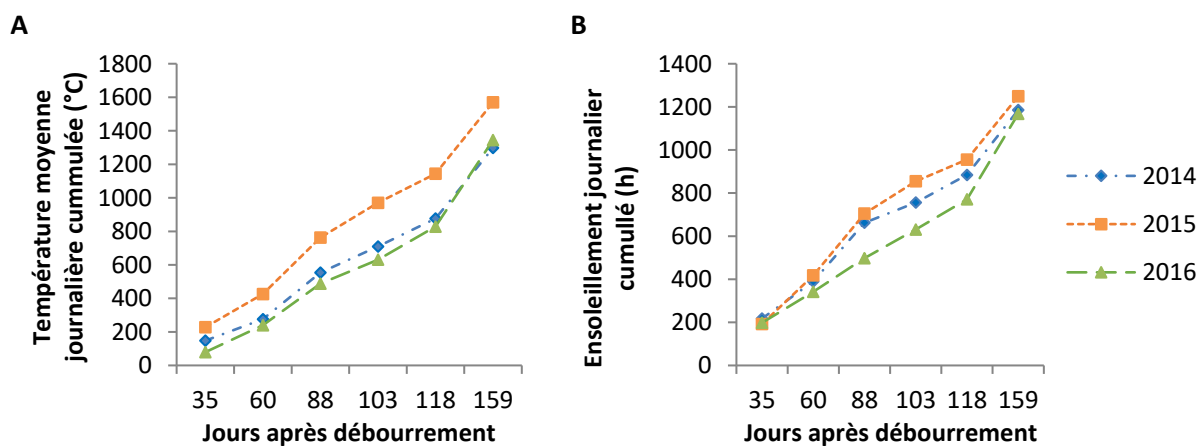 A
Température moyenne
journalière cummulée (°C)
1800
1600
1400
1200
1000
800
600
400
200
0
35 60 88 103 118 159
Jours après débourrement
B
Ensoleillement journalier
cumullé (h)
1400
1200
1000
800
600
400
200
0
35 60 88 103 118 159
Jours après débourrement
2014
2015
2016